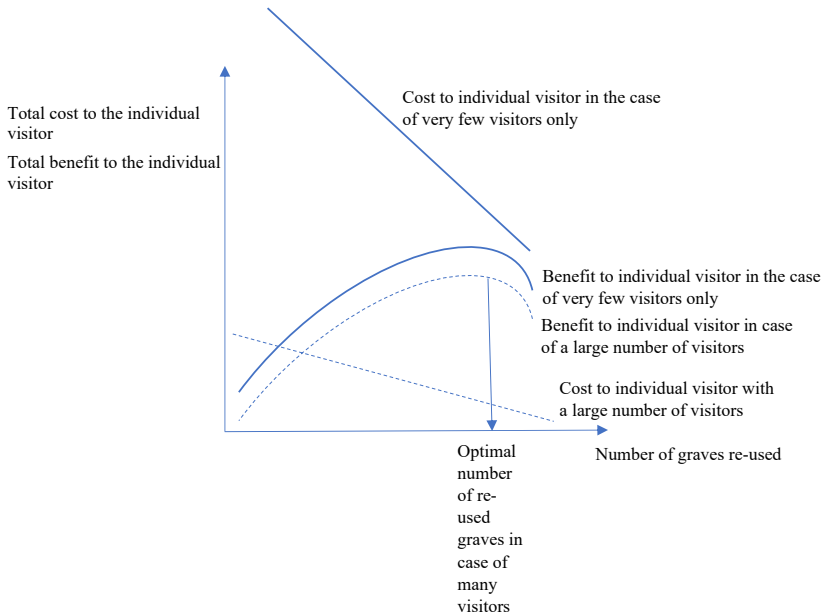 Total cost to the individual
visitor
Total benefit to the individual
visitor
Cost to individual visitor in the case
of very few visitors only
Benefit to individual visitor in the case
of very few visitors only
Benefit to individual visitor in case
of a large number of visitors
Cost to individual visitor with
a large number of visitors
Number of graves re-used
Optimal
number
of re-
used
graves in
case of
many
visitors